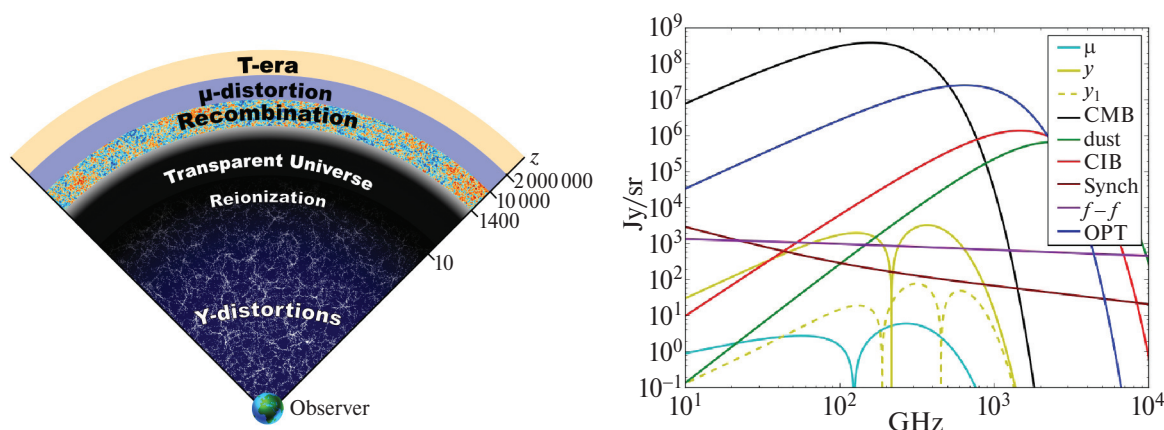 T-era
μ-distortion
Recombination
Transparent Universe
Reionization
Y-distortions
Observer
z
2 000 000
10 000
1400
10
Jy/sr
10⁹
10⁸
10⁷
10⁶
10⁵
10⁴
10³
10²
10¹
10⁰
10⁻¹
10¹ 10² 10³ 10⁴
GHz
μ
y
y₁
CMB
dust
CIB
Synch
f−f
OPT